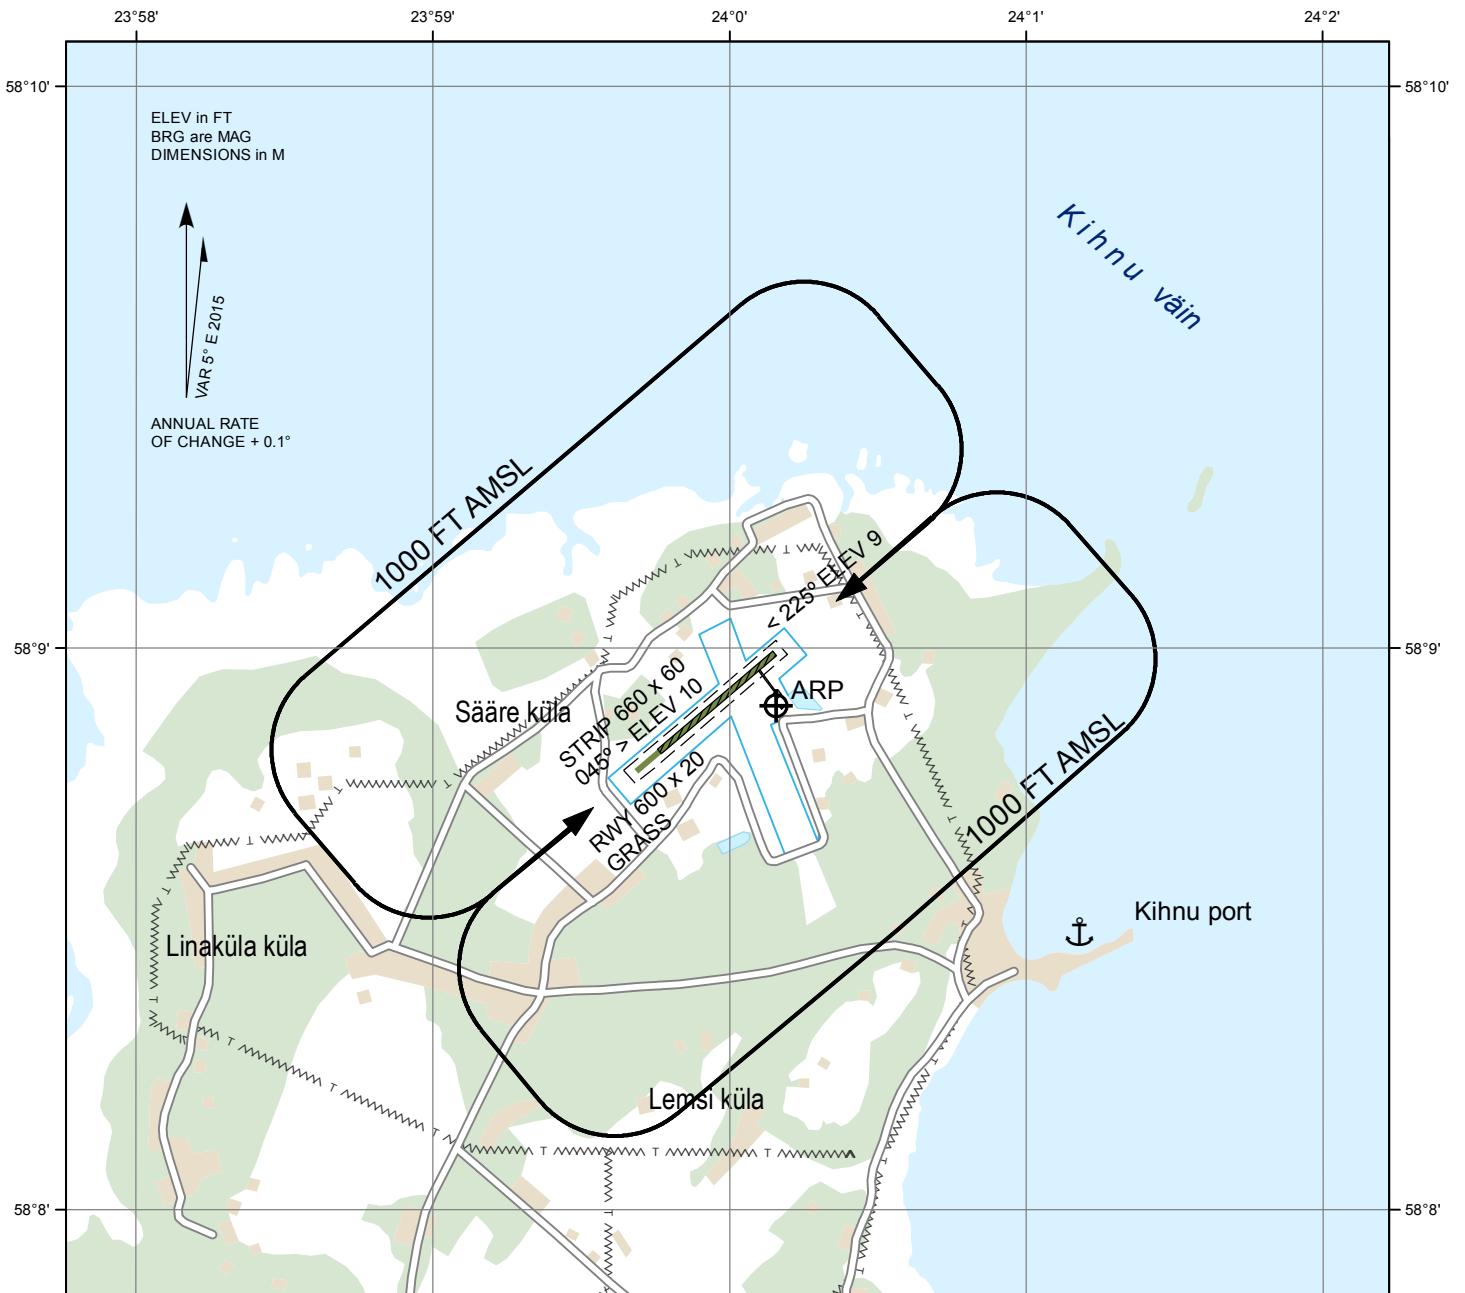 23°58'
23°59'
24°0'
24°1'
24°2'
58°10'
58°10'
ELEV in FT
BRG are MAG
DIMENSIONS in M
VAR 5° E 2015
ANNUAL RATE
OF CHANGE + 0.1°
Kihnu väin
1000 FT AMSL
< 225° ELEV 9
58°9'
58°9'
Sääre küla
STRIP 660 x 60
045° > ELEV 10
ARP
RWY 600 x 20
GRASS
1000 FT AMSL
Kihnu port
Linaküla küla
Lemsi küla
58°8'
58°8'